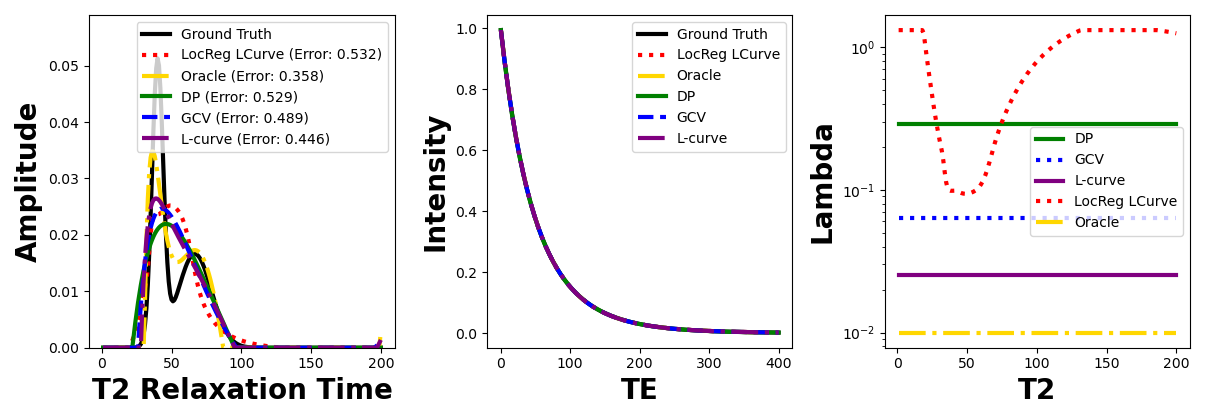 Amplitude
0.05
0.04
0.03
0.02
0.01
0.00
0
50
100
150
200
T2 Relaxation Time
Ground Truth
LocReg LCurve (Error: 0.532)
Oracle (Error: 0.358)
DP (Error: 0.529)
GCV (Error: 0.489)
L-curve (Error: 0.446)
Intensity
1.0
0.8
0.6
0.4
0.2
0.0
0
100
200
300
400
TE
Ground Truth
LocReg LCurve
Oracle
DP
GCV
L-curve
Lambda
10⁰
10⁻¹
10⁻²
0
50
100
150
200
T2
DP
GCV
L-curve
LocReg LCurve
Oracle